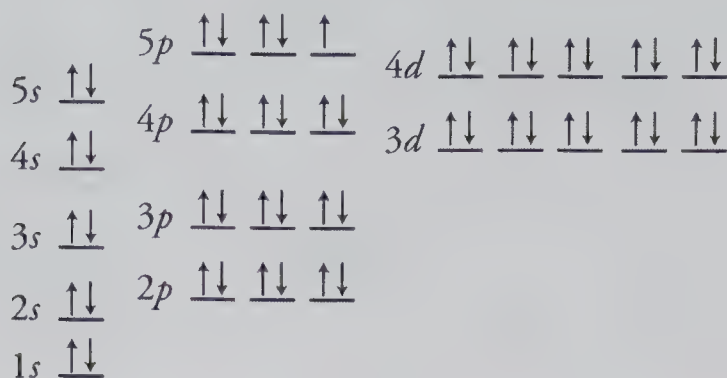 5p ↑↓ ↑↓ ↑
4d ↑↓ ↑↓ ↑↓ ↑↓ ↑↓
5s ↑↓
4p ↑↓ ↑↓ ↑↓
3d ↑↓ ↑↓ ↑↓ ↑↓ ↑↓
4s ↑↓
3p ↑↓ ↑↓ ↑↓
3s ↑↓
2p ↑↓ ↑↓ ↑↓
2s ↑↓
1s ↑↓